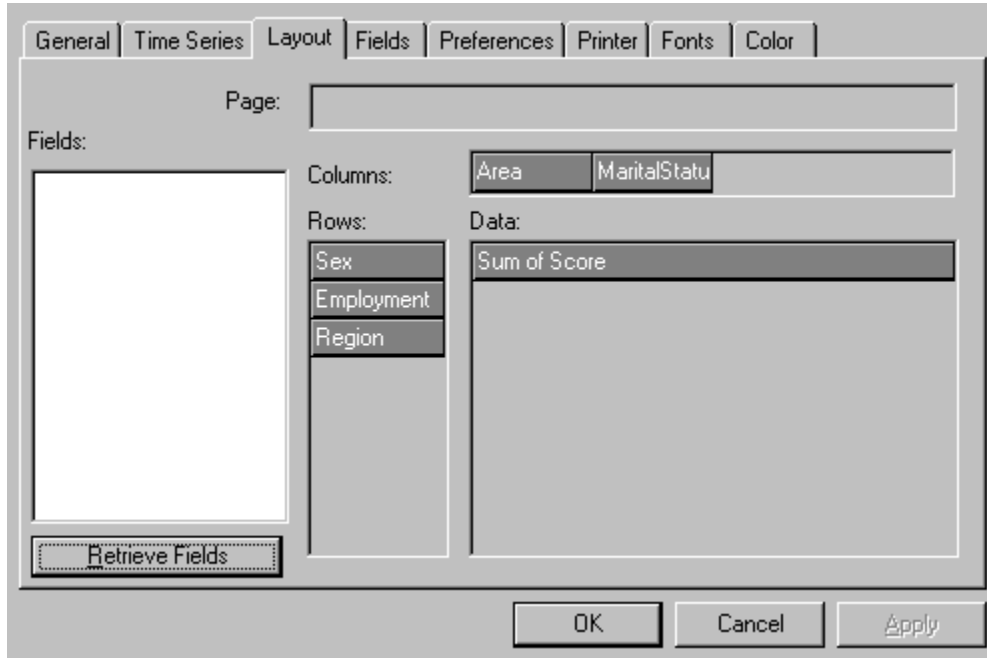 General Time Series Layout Fields Preferences Printer Fonts Color
Page:
Fields:
Columns: Area MaritalStatu
Rows: Data:
Sex Sum of Score
Employment
Region
Retrieve Fields
OK Cancel Apply